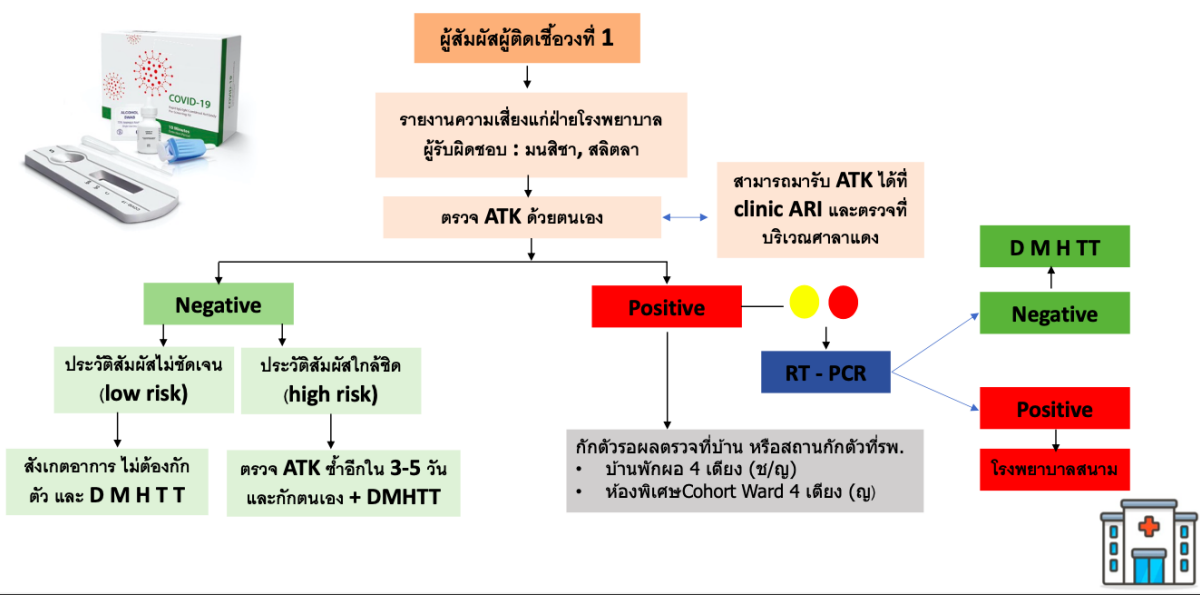 ผู้สัมผัสผู้ติดเชื้อวงที่ 1
รายงานความเสี่ยงแก่ฝ่ายโรงพยาบาล
ผู้รับผิดชอบ : มนสิชา, สลิตลา
ตรวจ ATK ด้วยตนเอง
สามารถมารับ ATK ได้ที่
clinic ARI และตรวจที่
บริเวณศาลาแดง
COVID-19
ALCOHOL
SWAB
Negative
Positive
D M H TT
Negative
RT - PCR
Positive
โรงพยาบาลสนาม
ประวัติสัมผัสไม่ชัดเจน
(low risk)
ประวัติสัมผัสใกล้ชิด
(high risk)
สังเกตอาการ ไม่ต้องกัก
ตัว และ D M H T T
ตรวจ ATK ซ้ำอีกใน 3-5 วัน
และกักตนเอง + DMHTT
กักตัวรอผลตรวจที่บ้าน หรือสถานกักตัวที่รพ.
• บ้านพักผอ 4 เตียง (ช/ญ)
• ห้องพิเศษCohort Ward 4 เตียง (ญ)